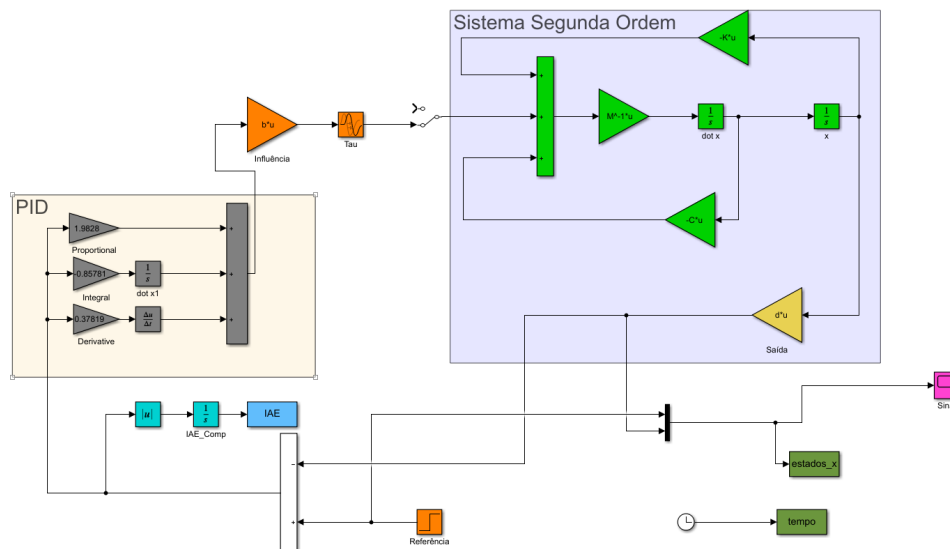 Sistema Segunda Ordem
-K*u
b*u
Influência
Tau
+
+
+
M^-1*u
1
s
dot x
1
s
x
-C*u
PID
1.9828
Proportional
+
-0.85781
Integral
1
s
dot x1
+
0.37819
Derivative
Δu
Δt
+
d*u
Saída
|u|
1
s
IAE_Comp
IAE
Sin
−
estados_x
+
Referência
tempo